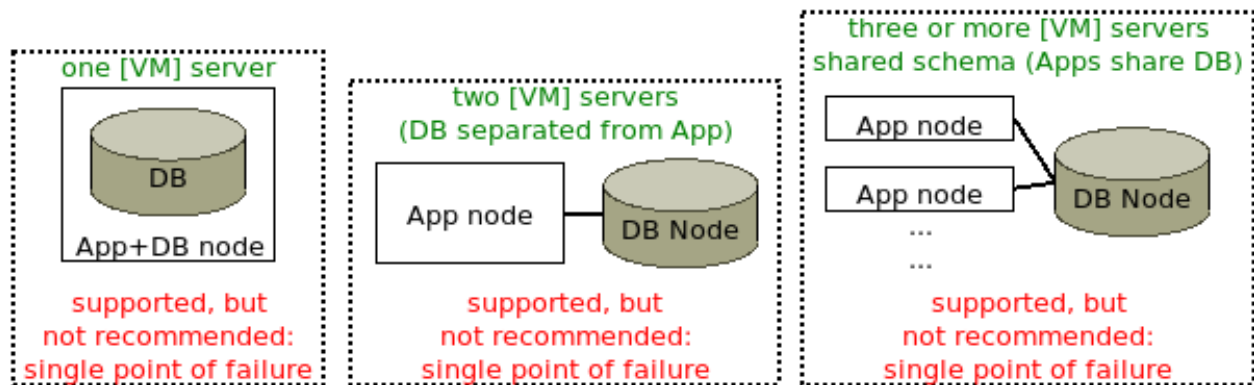 one [VM] server
DB
App+DB node
supported, but
not recommended:
single point of failure
two [VM] servers
(DB separated from App)
App node
DB Node
supported, but
not recommended:
single point of failure
three or more [VM] servers
shared schema (Apps share DB)
App node
App node
...
...
DB Node
supported, but
not recommended:
single point of failure